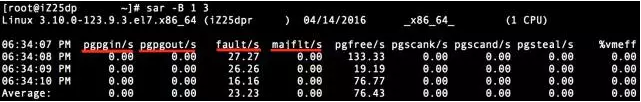 [root@iZ25dpr ~]# sar -B 1 3
Linux 3.10.0-123.9.3.el7.x86_64 (iZ25dpr ) 04/14/2016 _x86_64_ (1 CPU)
06:34:07 PM pgpgin/s pgpgout/s fault/s majflt/s pgfree/s pgscank/s pgscand/s pgsteal/s %vmeff
06:34:08 PM 0.00 0.00 27.27 0.00 133.33 0.00 0.00 0.00 0.00
06:34:09 PM 0.00 0.00 26.26 0.00 19.19 0.00 0.00 0.00 0.00
06:34:10 PM 0.00 0.00 16.16 0.00 76.77 0.00 0.00 0.00 0.00
Average: 0.00 0.00 23.23 0.00 76.43 0.00 0.00 0.00 0.00